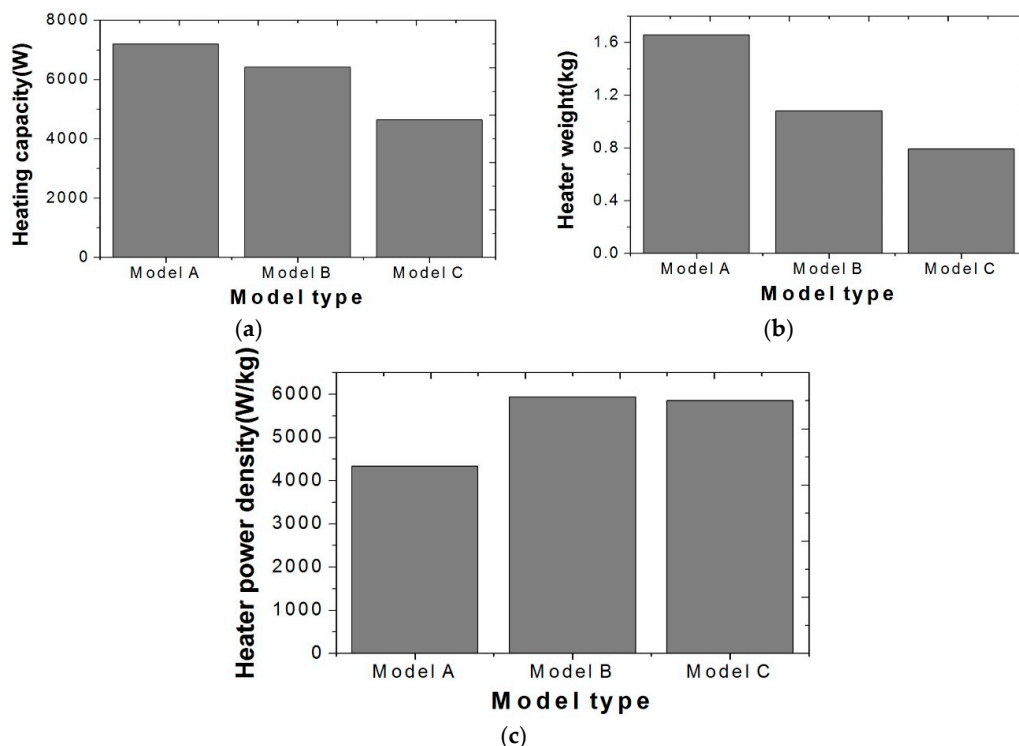 Heating capacity(W)
8000
6000
4000
2000
0
Model A
Model B
Model C
Model type
(a)
Heater weight(kg)
1.6
1.2
0.8
0.4
0.0
Model A
Model B
Model C
Model type
(b)
Heater power density(W/kg)
6000
5000
4000
3000
2000
1000
0
Model A
Model B
Model C
Model type
(c)